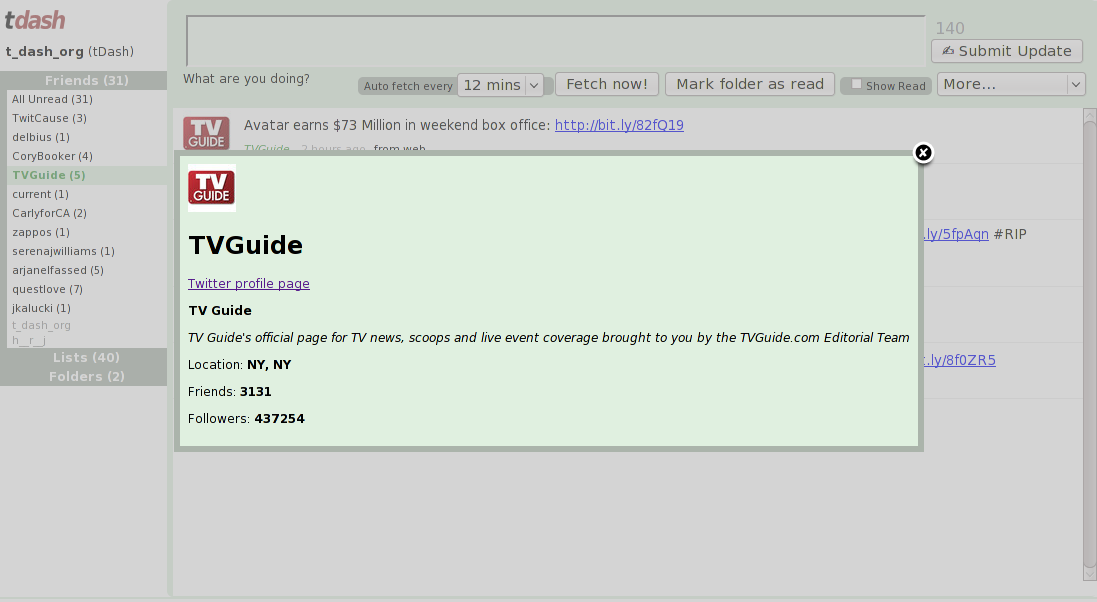 tdash
t_dash_org (tDash)
Friends (31)
All Unread (31)
TwitCause (3)
delbius (1)
CoryBooker (4)
TVGuide (5)
current (1)
CarlyforCA (2)
zappos (1)
serenajwilliams (1)
arjanelfassed (5)
questlove (7)
jkalucki (1)
t_dash_org
h__r_j
Lists (40)
Folders (2)
140
✍ Submit Update
What are you doing?
Auto fetch every 12 mins Fetch now! Mark folder as read Show Read More...
TV GUIDE
Avatar earns $73 Million in weekend box office: http://bit.ly/82fQ19
TVGuide 2 hours ago from web
TV GUIDE
TVGuide
Twitter profile page
TV Guide
TV Guide's official page for TV news, scoops and live event coverage brought to you by the TVGuide.com Editorial Team
Location: NY, NY
Friends: 3131
Followers: 437254
.ly/5fpAqn #RIP
.ly/8f0ZR5